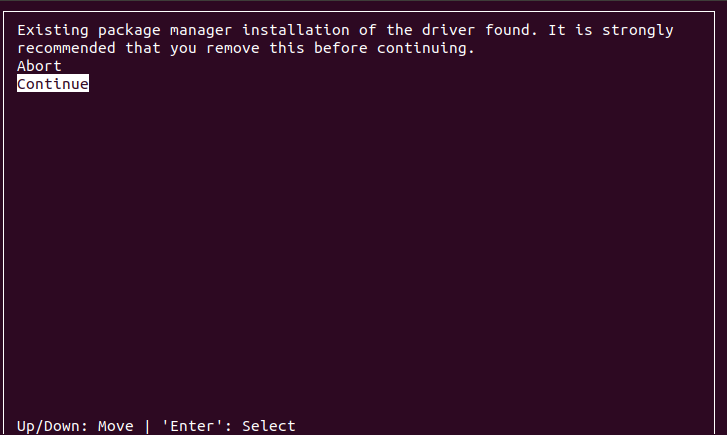 Existing package manager installation of the driver found. It is strongly
recommended that you remove this before continuing.
Abort
Continue
Up/Down: Move | 'Enter': Select